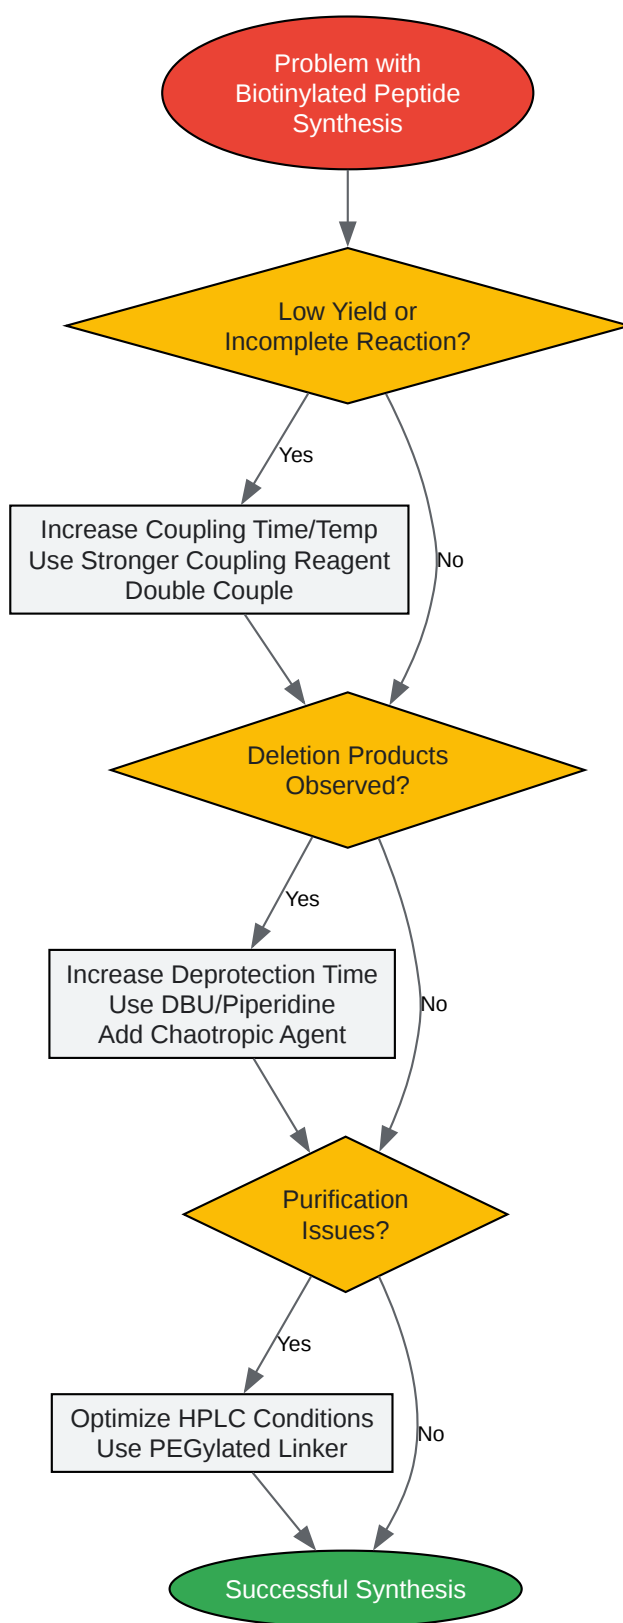 Problem with
Biotinylated Peptide
Synthesis
Low Yield or
Incomplete Reaction?
Yes
Increase Coupling Time/Temp
Use Stronger Coupling Reagent
Double Couple
No
Deletion Products
Observed?
Yes
Increase Deprotection Time
Use DBU/Piperidine
Add Chaotropic Agent
No
Purification
Issues?
Yes
Optimize HPLC Conditions
Use PEGylated Linker
No
Successful Synthesis